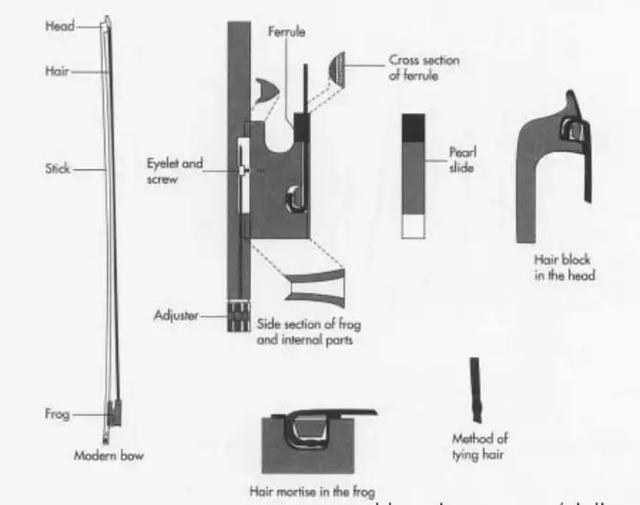 Head
Hair
Stick
Frog
Modern bow
Ferrule
Cross section
of ferrule
Eyelet and
screw
Adjuster
Side section of frog
and internal parts
Pearl
slide
Hair block
in the head
Hair mortise in the frog
Method of
tying hair